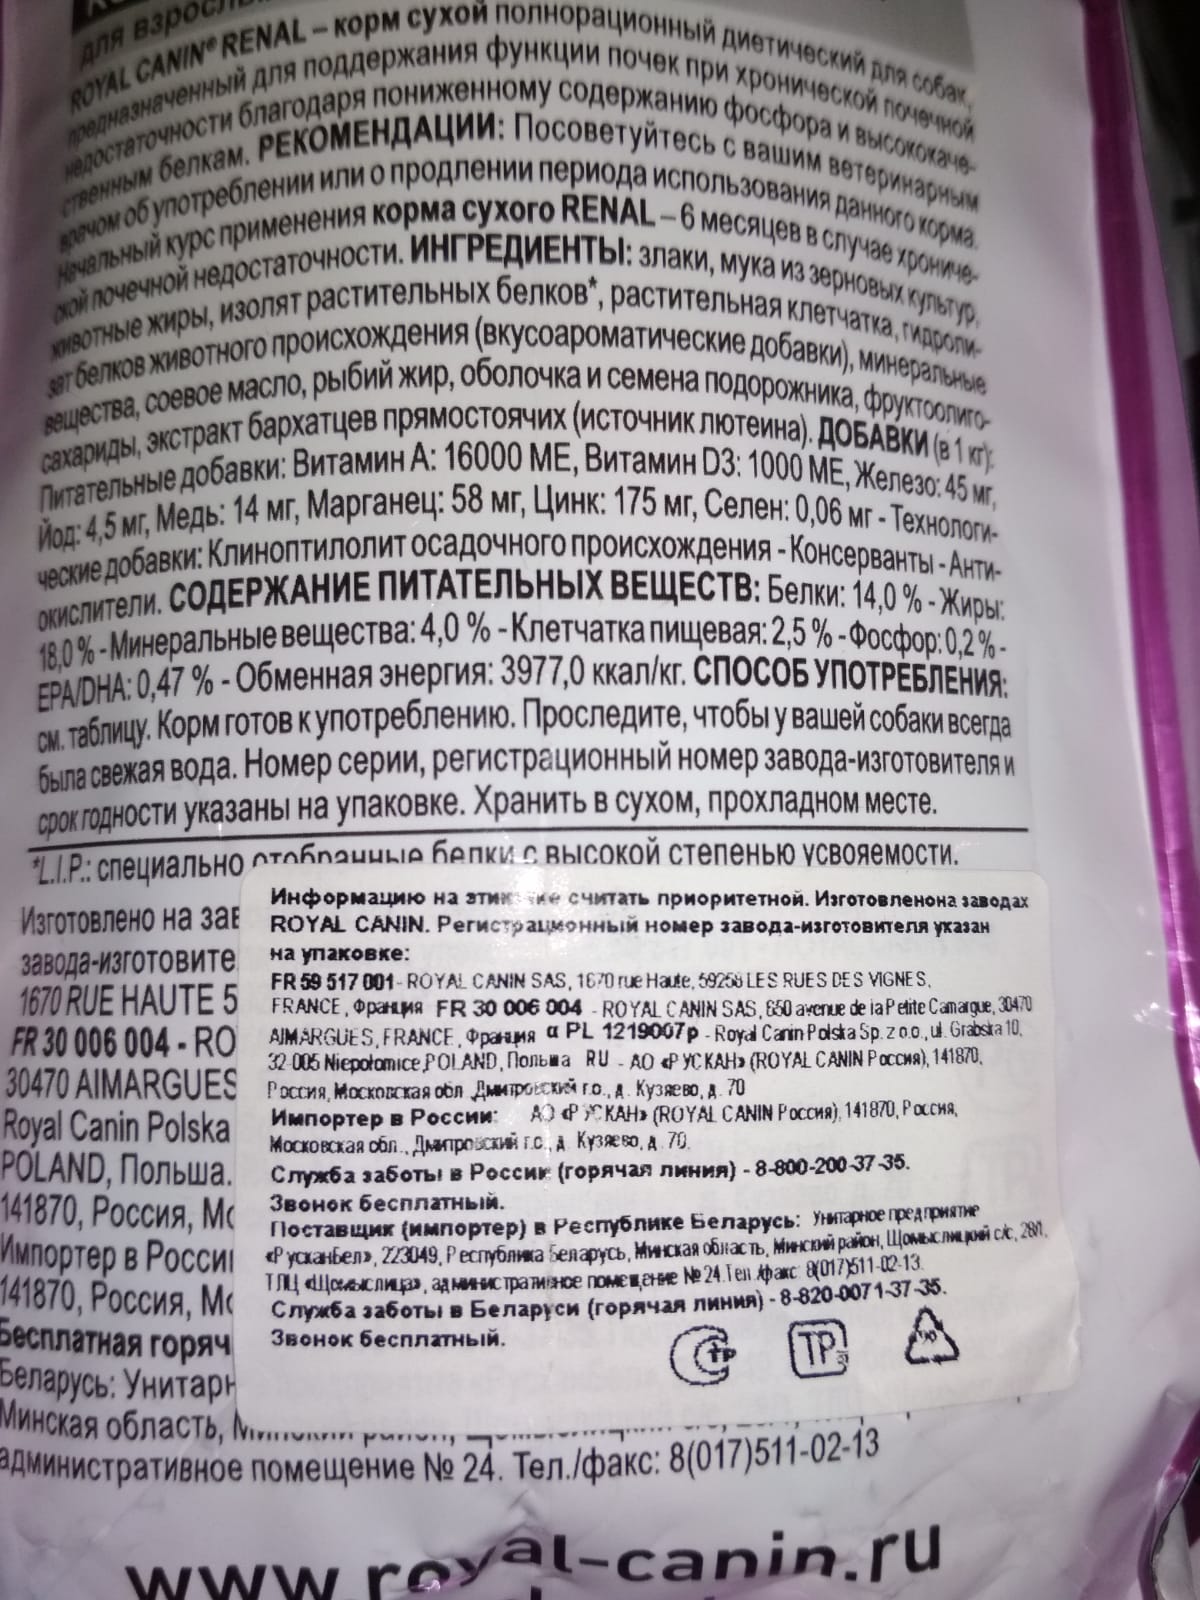 для взросл
ROYAL CANIN® RENAL – корм сухой полнорационный диетический для собак,
предназначенный для поддержания функции почек при хронической почечной
недостаточности благодаря пониженному содержанию фосфора и высококаче-
ственным белкам. РЕКОМЕНДАЦИИ: Посоветуйтесь с вашим ветеринарным
врачом об употреблении или о продлении периода использования данного корма.
Начальный курс применения корма сухого RENAL – 6 месяцев в случае хрониче-
ской почечной недостаточности. ИНГРЕДИЕНТЫ: злаки, мука из зерновых культур,
животные жиры, изолят растительных белков*, растительная клетчатка, гидроли-
зат белков животного происхождения (вкусоароматические добавки), минеральные
вещества, соевое масло, рыбий жир, оболочка и семена подорожника, фруктоолиго-
сахариды, экстракт бархатцев прямостоячих (источник лютеина). ДОБАВКИ (в 1 кг):
Питательные добавки: Витамин А: 16000 МЕ, Витамин D3: 1000 МЕ, Железо: 45 мг,
Йод: 4,5 мг, Медь: 14 мг, Марганец: 58 мг, Цинк: 175 мг, Селен: 0,06 мг - Технологи-
ческие добавки: Клиноптилолит осадочного происхождения - Консерванты - Анти-
окислители. СОДЕРЖАНИЕ ПИТАТЕЛЬНЫХ ВЕЩЕСТВ: Белки: 14,0 % - Жиры:
18,0 % - Минеральные вещества: 4,0 % - Клетчатка пищевая: 2,5 % - Фосфор: 0,2 % -
EPA/DHA: 0,47 % - Обменная энергия: 3977,0 ккал/кг. СПОСОБ УПОТРЕБЛЕНИЯ:
см. таблицу. Корм готов к употреблению. Проследите, чтобы у вашей собаки всегда
была свежая вода. Номер серии, регистрационный номер завода-изготовителя и
срок годности указаны на упаковке. Хранить в сухом, прохладном месте.
*L.I.P.: специально отобранные белки с высокой степенью усвояемости.
Изготовлено на зав
завода-изготовите
1670 RUE HAUTE 5
FR 30 006 004 - RO
30470 AIMARGUES
Royal Canin Polska
POLAND, Польша.
141870, Россия, Мо
Импортер в Росси
141870, Россия, Мо
Бесплатная горяч
Беларусь: Унитарн
Минская область,
административное помещение № 24. Тел./факс: 8(017)511-02-13
Информацию на этикетке считать приоритетной. Изготовленона заводах
ROYAL CANIN. Регистрационный номер завода-изготовителя указан
на упаковке:
FR 59 517 001 - ROYAL CANIN SAS, 1670 rue Haute, 59258 LES RUES DES VIGNES,
FRANCE, Франция FR 30 006 004 - ROYAL CANIN SAS, 650 avenue de la Petite Camargue, 30470
AIMARGUES, FRANCE, Франция α PL 1219007p - Royal Canin Polska Sp. z o.o., ul. Grabska 10,
32-005 Niepołomice, POLAND, Польша RU - АО «РУСКАН» (ROYAL CANIN Россия), 141870,
Россия, Московская обл. Дмитровский г.о., д. Кузяево, д. 70
Импортер в России: АО «РУСКАН» (ROYAL CANIN Россия), 141870, Россия,
Московская обл., Дмитровский г.о., д. Кузяево, д. 70.
Служба заботы в России (горячая линия) - 8-800-200-37-35.
Звонок бесплатный.
Поставщик (импортер) в Республике Беларусь: Унитарное предприятие
«РусканБел», 223049, Республика Беларусь, Минская область, Минский район, Щомыслицкий с/с, 28/1,
ТЛЦ «Щомыслица», административное помещение № 24. Тел./факс: 8(017)511-02-13.
Служба заботы в Беларуси (горячая линия) - 8-820-0071-37-35.
Звонок бесплатный.
ТР
ТР
www.royal-canin.ru